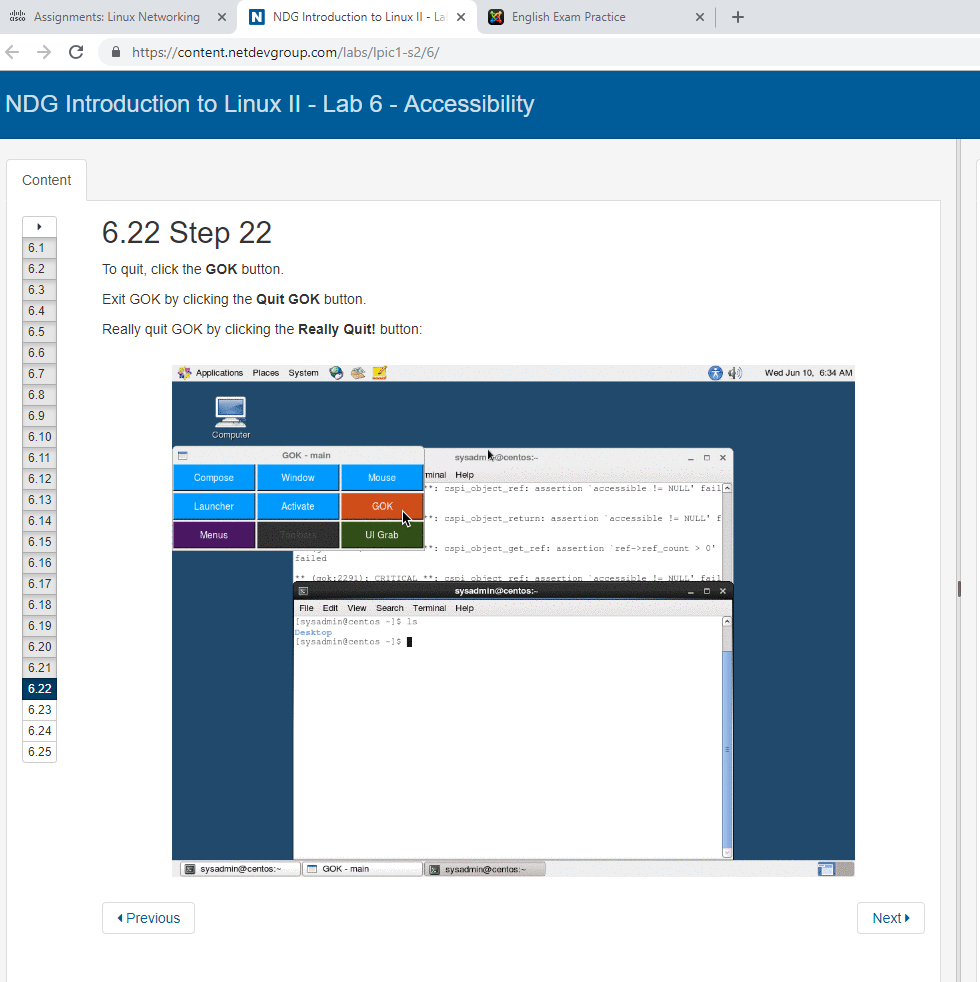 Assignments: Linux Networking
NDG Introduction to Linux II - La
English Exam Practice
https://content.netdevgroup.com/labs/lpic1-s2/6/
NDG Introduction to Linux II - Lab 6 - Accessibility
Content
6.1
6.2
6.3
6.4
6.5
6.6
6.7
6.8
6.9
6.10
6.11
6.12
6.13
6.14
6.15
6.16
6.17
6.18
6.19
6.20
6.21
6.22
6.23
6.24
6.25
6.22 Step 22
To quit, click the GOK button.
Exit GOK by clicking the Quit GOK button.
Really quit GOK by clicking the Really Quit! button:
Applications Places System
Wed Jun 10, 6:34 AM
Computer
GOK - main
Compose Window Mouse
Launcher Activate GOK
Menus Toolbars UI Grab
sysadmin@centos:~
minal Help
**: cspi_object_ref: assertion `accessible != NULL' fail
**: cspi_object_return: assertion `accessible != NULL' f
**: cspi_object_get_ref: assertion `ref->ref_count > 0'
failed
** (gok:2291): CRITICAL **: cspi_object_ref: assertion `accessible != NULL' fail
sysadmin@centos:~
File Edit View Search Terminal Help
[sysadmin@centos ~]$ ls
Desktop
[sysadmin@centos ~]$
sysadmin@centos:~
GOK - main
sysadmin@centos:~
Previous
Next